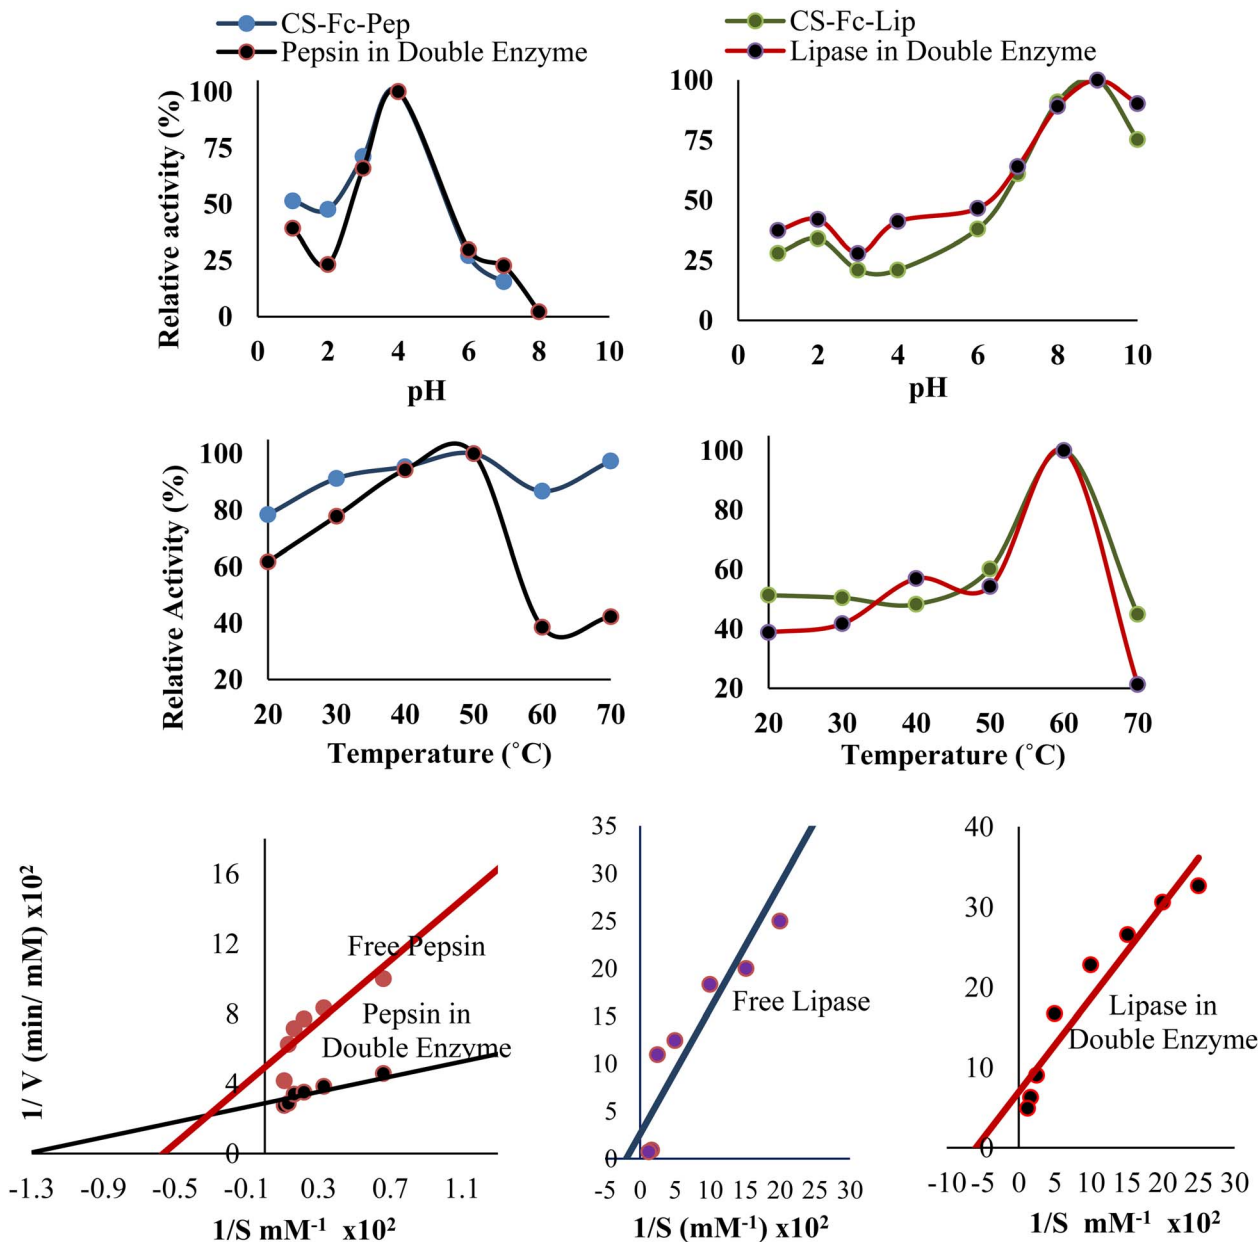 CS-Fc-Pep
Pepsin in Double Enzyme
Relative activity (%)
100
75
50
25
0
0 2 4 6 8 10
pH
CS-Fc-Lip
Lipase in Double Enzyme
100
75
50
25
0
0 2 4 6 8 10
pH
Relative Activity (%)
100
80
60
40
20
20 30 40 50 60 70
Temperature (˚C)
100
80
60
40
20
20 30 40 50 60 70
Temperature (˚C)
1/ V (min/ mM) x10²
16
12
8
4
0
Free Pepsin
Pepsin in
Double Enzyme
-1.3 -0.9 -0.5 -0.1 0.3 0.7 1.1
1/S mM⁻¹ x10²
35
30
25
20
15
10
5
0
Free Lipase
-5 0 5 10 15 20 25 30
1/S (mM⁻¹) x10²
40
30
20
10
0
Lipase in
Double Enzyme
-10 -5 0 5 10 15 20 25 30
1/S mM⁻¹ x10²